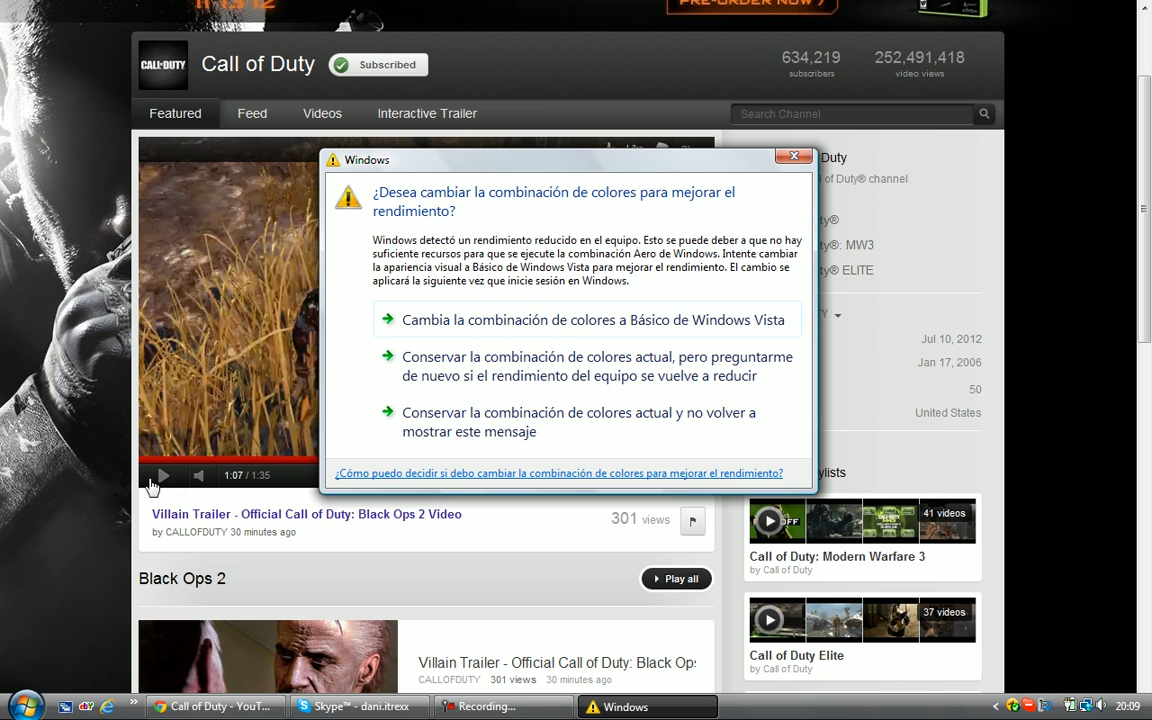 PRE-ORDER NOW
CALL OF DUTY
Call of Duty
Subscribed
634,219
subscribers
252,491,418
video views
Featured
Feed
Videos
Interactive Trailer
Search Channel
Windows
¿Desea cambiar la combinación de colores para mejorar el
rendimiento?
Windows detectó un rendimiento reducido en el equipo. Esto se puede deber a que no hay
suficiente recursos para que se ejecute la combinación Aero de Windows. Intente cambiar
la apariencia visual a Básico de Windows Vista para mejorar el rendimiento. El cambio se
aplicará la siguiente vez que inicie sesión en Windows.
Cambia la combinación de colores a Básico de Windows Vista
Conservar la combinación de colores actual, pero preguntarme
de nuevo si el rendimiento del equipo se vuelve a reducir
Conservar la combinación de colores actual y no volver a
mostrar este mensaje
¿Cómo puedo decidir si debo cambiar la combinación de colores para mejorar el rendimiento?
Duty
of Duty® channel
ty®
ty®: MW3
ty® ELITE
Jul 10, 2012
Jan 17, 2006
50
United States
1:07 / 1:35
Villain Trailer - Official Call of Duty: Black Ops 2 Video
by CALLOFDUTY 30 minutes ago
301 views
Black Ops 2
Play all
Villain Trailer - Official Call of Duty: Black Ops
CALLOFDUTY 301 views 30 minutes ago
ylists
41 videos
Call of Duty: Modern Warfare 3
by Call of Duty
37 videos
Call of Duty Elite
by Call of Duty
Call of Duty - YouT...
Skype™ - dani.itrexx
Recording...
Windows
20:09